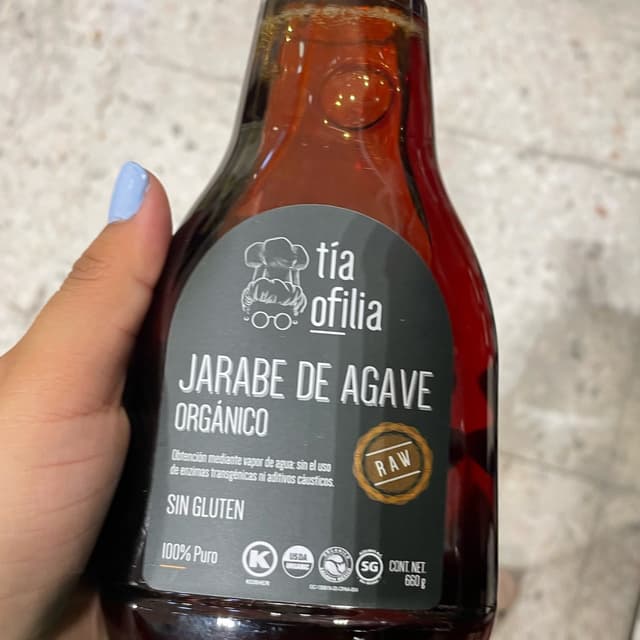 tía
ofilia
JARABE DE AGAVE
ORGÁNICO
Obtención mediante vapor de agua: sin el uso
de enzimas transgénicas ni aditivos cáusticos.
RAW
SIN GLUTEN
100% Puro
K
KOSHER
USDA
ORGANIC
SG
CONT. NET.
660 g